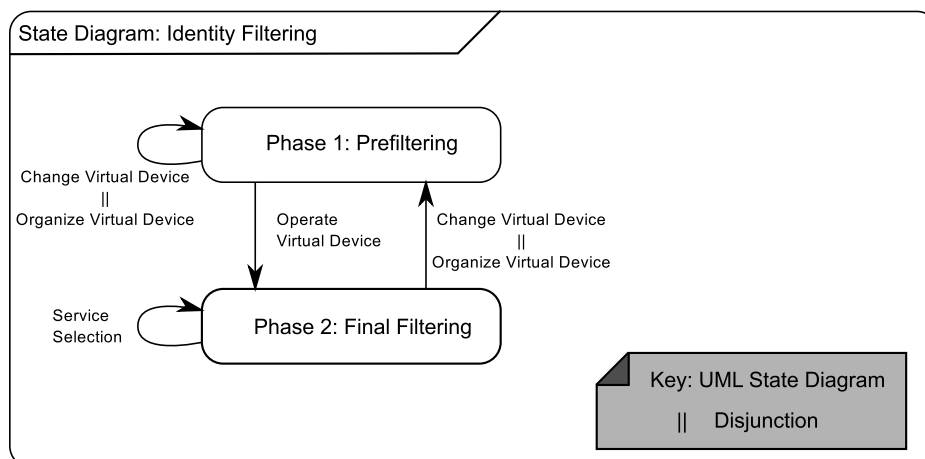 State Diagram: Identity Filtering
Phase 1: Prefiltering
Change Virtual Device
||
Organize Virtual Device
Operate
Virtual Device
Change Virtual Device
||
Organize Virtual Device
Service
Selection
Phase 2: Final Filtering
Key: UML State Diagram
|| Disjunction